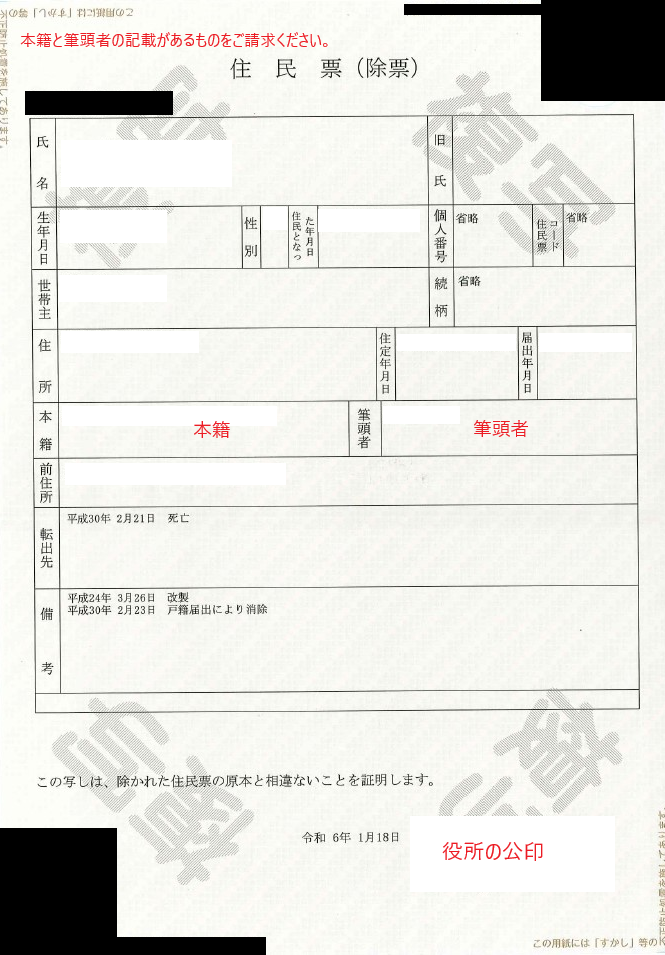 この用紙には「すかし」等の
本籍と筆頭者の記載があるものをご請求ください。
住 民 票（除票）
氏名
旧氏
生年月日
性別
住民となった年月日
個人番号
省略
住民票コード
省略
世帯主
続柄
省略
住所
住定年月日
届出年月日
本籍
本籍
筆頭者
筆頭者
前住所
転出先
平成30年 2月21日 死亡
備考
平成24年 3月26日 改製
平成30年 2月23日 戸籍届出により消除
この写しは、除かれた住民票の原本と相違ないことを証明します。
令和 6年 1月18日
役所の公印
この用紙には「すかし」等の
複写